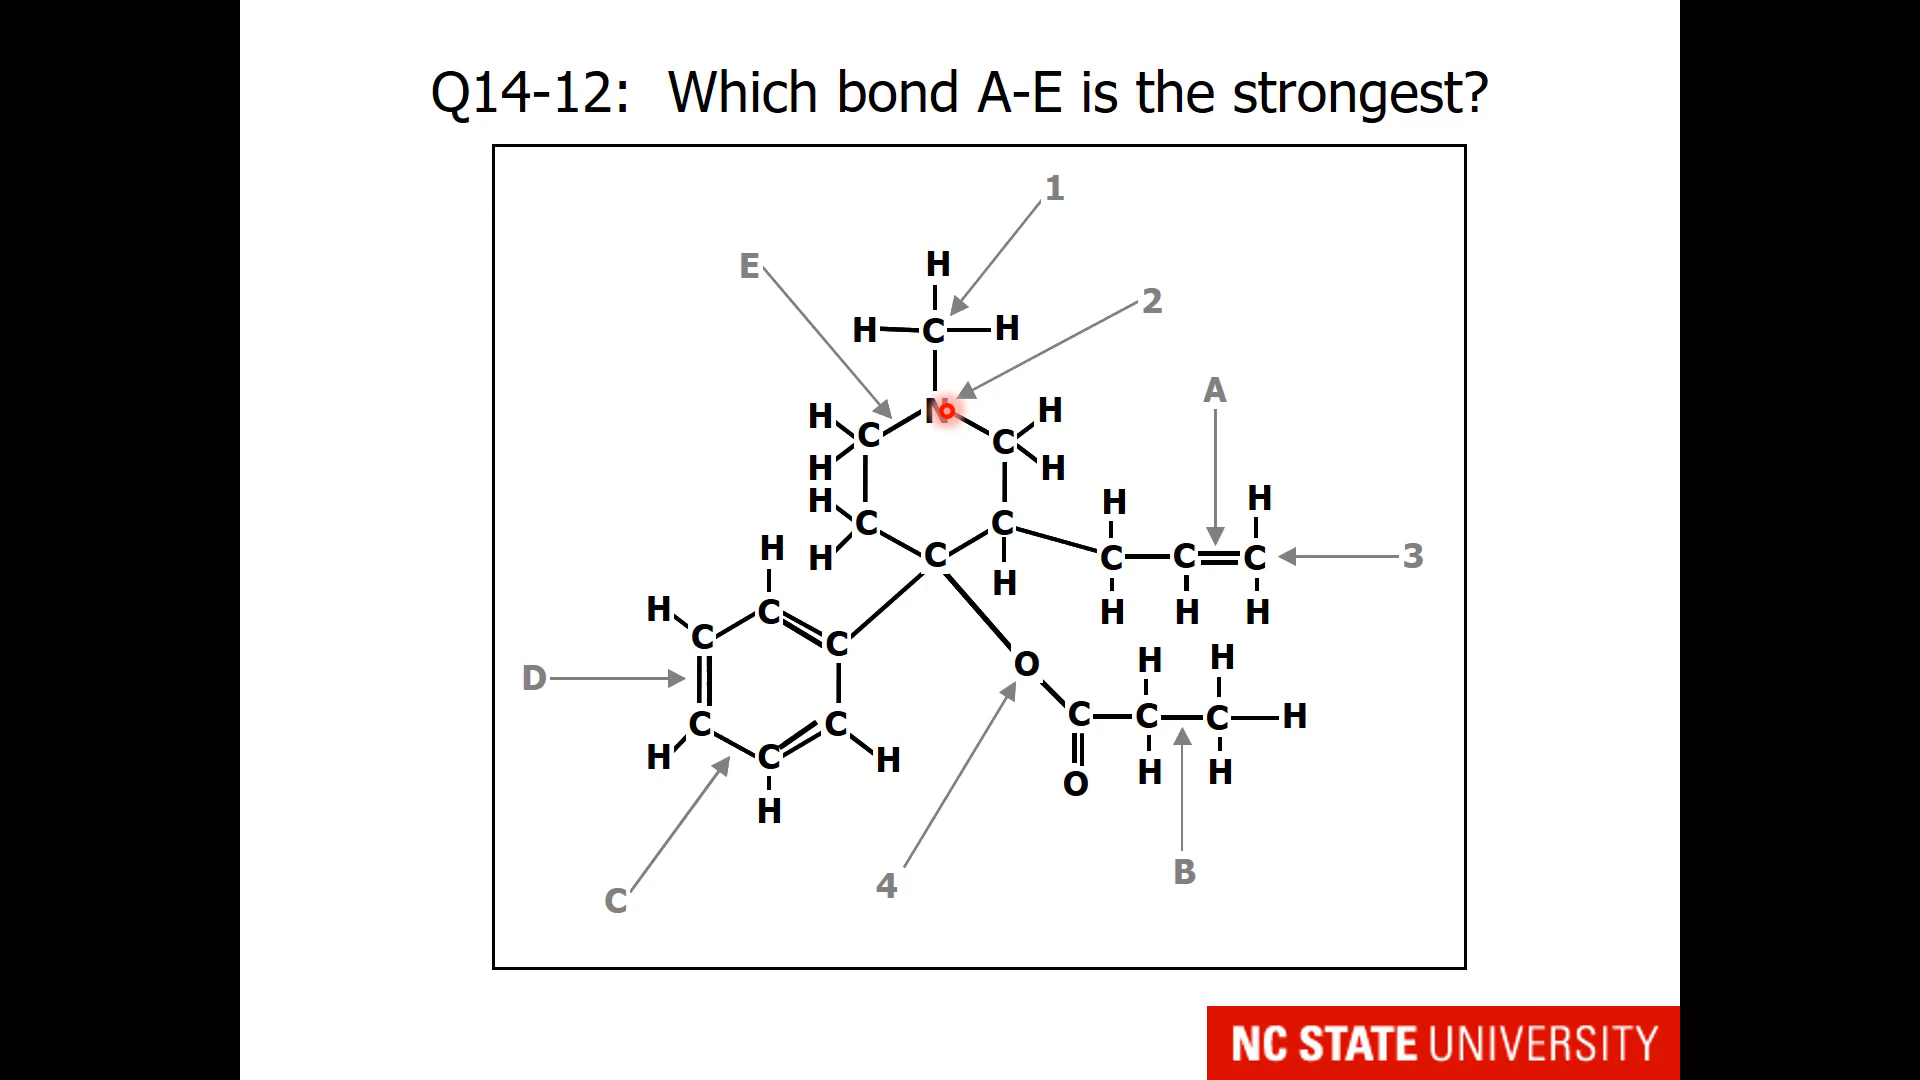 Q14-12: Which bond A-E is the strongest?
1
E
H
2
H C H
N
A
H C C H
H H
H
H C C H H
H C C C C 3
H H H H H
H C
C C
D
O H H
C C C C C H
H C H O H H
H
B
C 4
NC STATE UNIVERSITY